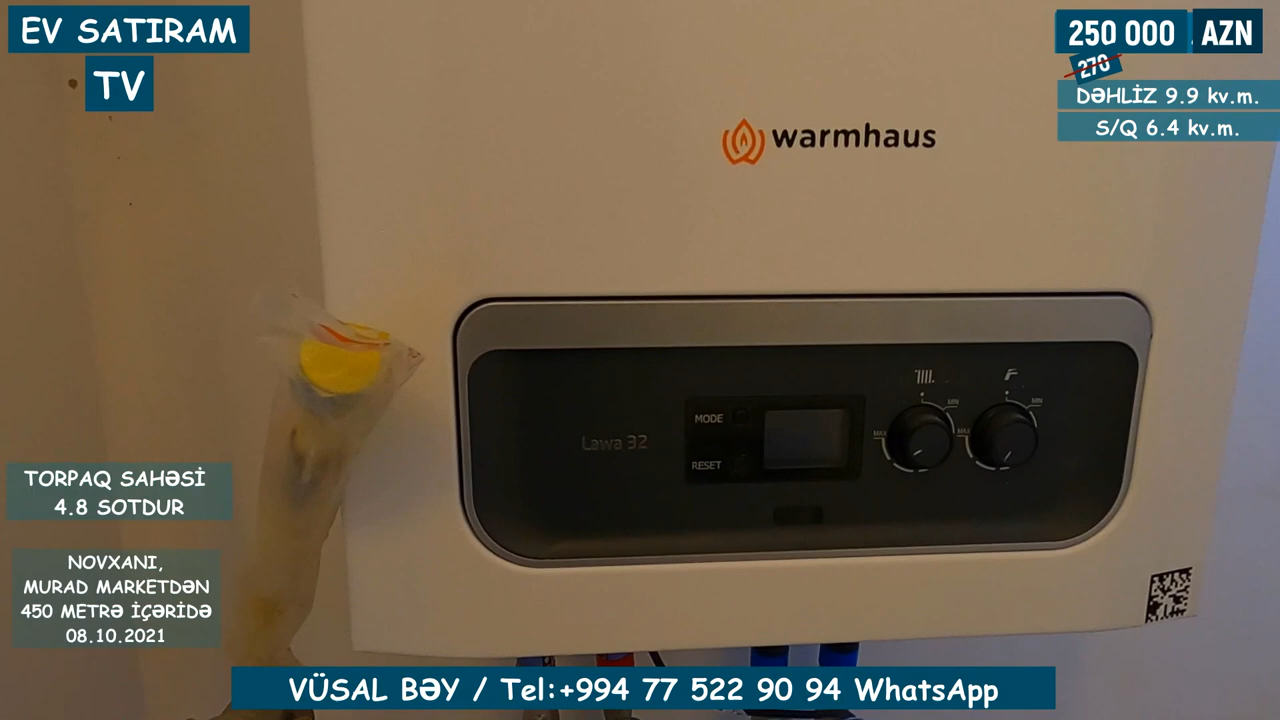 EV SATIRAM
TV
250 000 AZN
270
DƏHLİZ 9.9 kv.m.
S/Q 6.4 kv.m.
warmhaus
MODE
Lawa 32
RESET
MIN
MAX
MIN
MAX
TORPAQ SAHƏSİ
4.8 SOTDUR
NOVXANI,
MURAD MARKETDƏN
450 METRƏ İÇƏRİDƏ
08.10.2021
VÜSAL BƏY / Tel:+994 77 522 90 94 WhatsApp